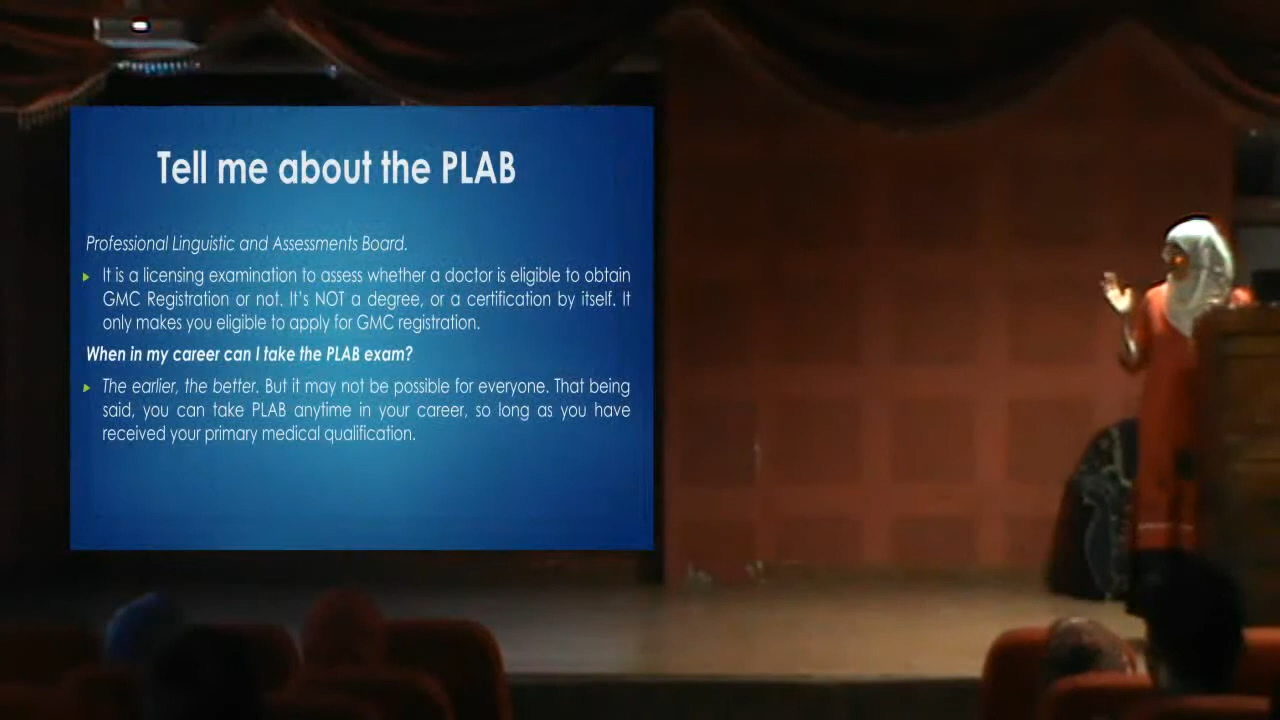 Tell me about the PLAB
Professional Linguistic and Assessments Board.
It is a licensing examination to assess whether a doctor is eligible to obtain
GMC Registration or not. It's NOT a degree, or a certification by itself. It
only makes you eligible to apply for GMC registration.
When in my career can I take the PLAB exam?
The earlier, the better. But it may not be possible for everyone. That being
said, you can take PLAB anytime in your career, so long as you have
received your primary medical qualification.